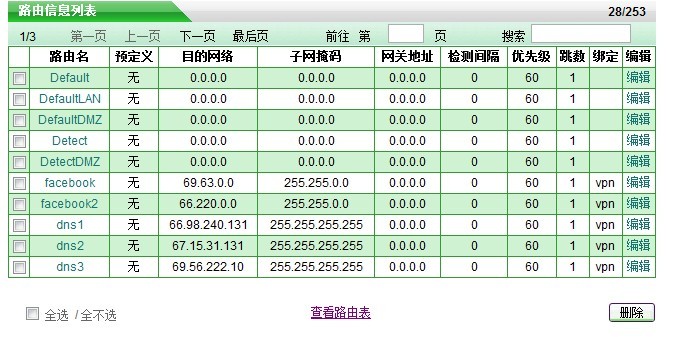 路由信息列表 28/253
1/3 第一页 上一页 下一页 最后页 前往 第 页 搜索
路由名 预定义 目的网络 子网掩码 网关地址 检测间隔 优先级 跳数 绑定 编辑
Default 无 0.0.0.0 0.0.0.0 0.0.0.0 0 60 1 编辑
DefaultLAN 无 0.0.0.0 0.0.0.0 0.0.0.0 0 60 1 编辑
DefaultDMZ 无 0.0.0.0 0.0.0.0 0.0.0.0 0 60 1 编辑
Detect 无 0.0.0.0 0.0.0.0 0.0.0.0 0 60 1 编辑
DetectDMZ 无 0.0.0.0 0.0.0.0 0.0.0.0 0 60 1 编辑
facebook 无 69.63.0.0 255.255.0.0 0.0.0.0 0 60 1 vpn 编辑
facebook2 无 66.220.0.0 255.255.0.0 0.0.0.0 0 60 1 vpn 编辑
dns1 无 66.98.240.131 255.255.255.255 0.0.0.0 0 60 1 vpn 编辑
dns2 无 67.15.31.131 255.255.255.255 0.0.0.0 0 60 1 vpn 编辑
dns3 无 69.56.222.10 255.255.255.255 0.0.0.0 0 60 1 vpn 编辑
全选 /全不选 查看路由表 删除